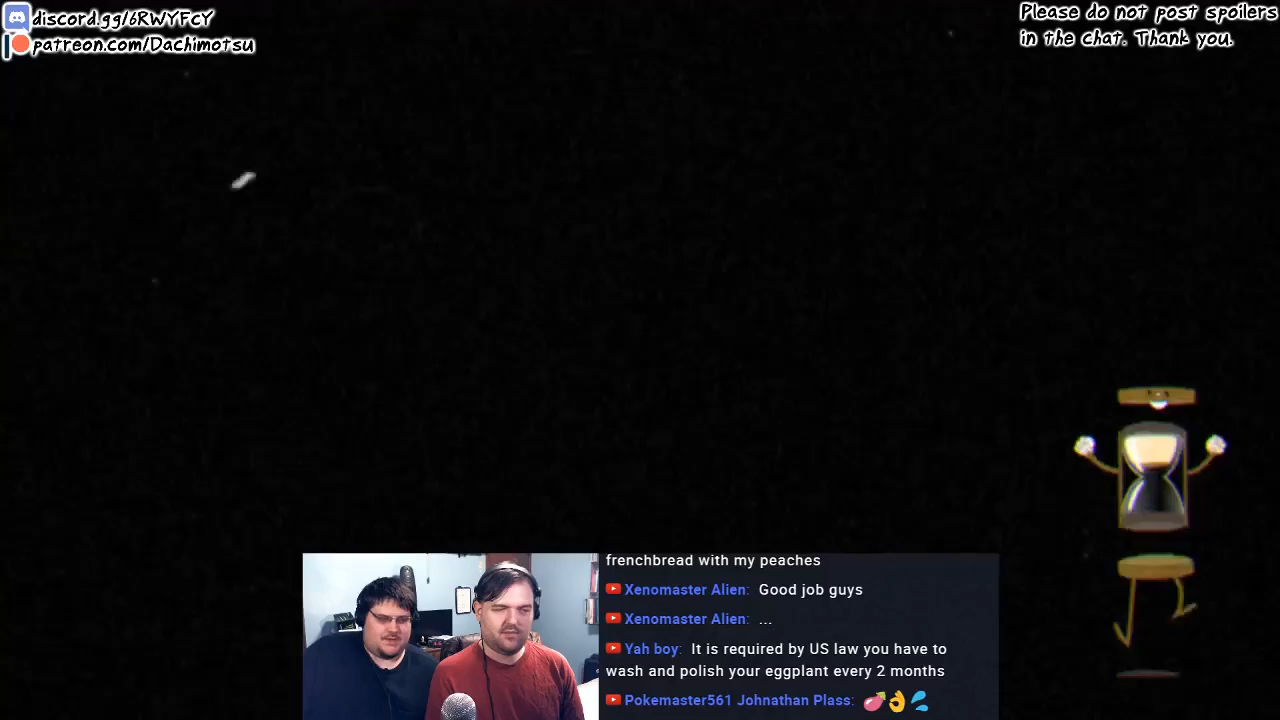 discord.gg/6RWYFcY
patreon.com/Dachimotsu
Please do not post spoilers
in the chat. Thank you.
frenchbread with my peaches
Xenomaster Alien: Good job guys
Xenomaster Alien: ...
Yah boy: It is required by US law you have to
wash and polish your eggplant every 2 months
Pokemaster561 Johnathan Plass: 🍆👌💦